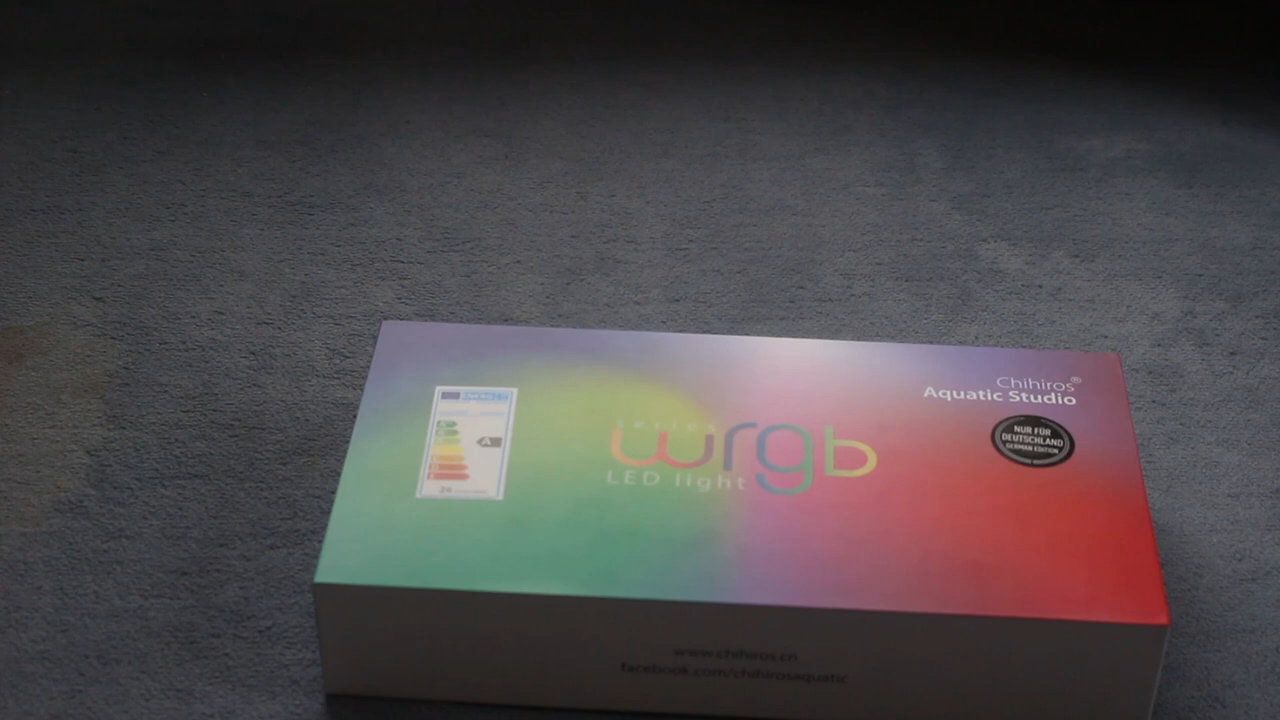 Chihiros®
Aquatic Studio
NUR FÜR
DEUTSCHLAND
GERMAN EDITION
series
wrgb
LED light
A
www.chihiros.cn
facebook.com/chihirosaquatic